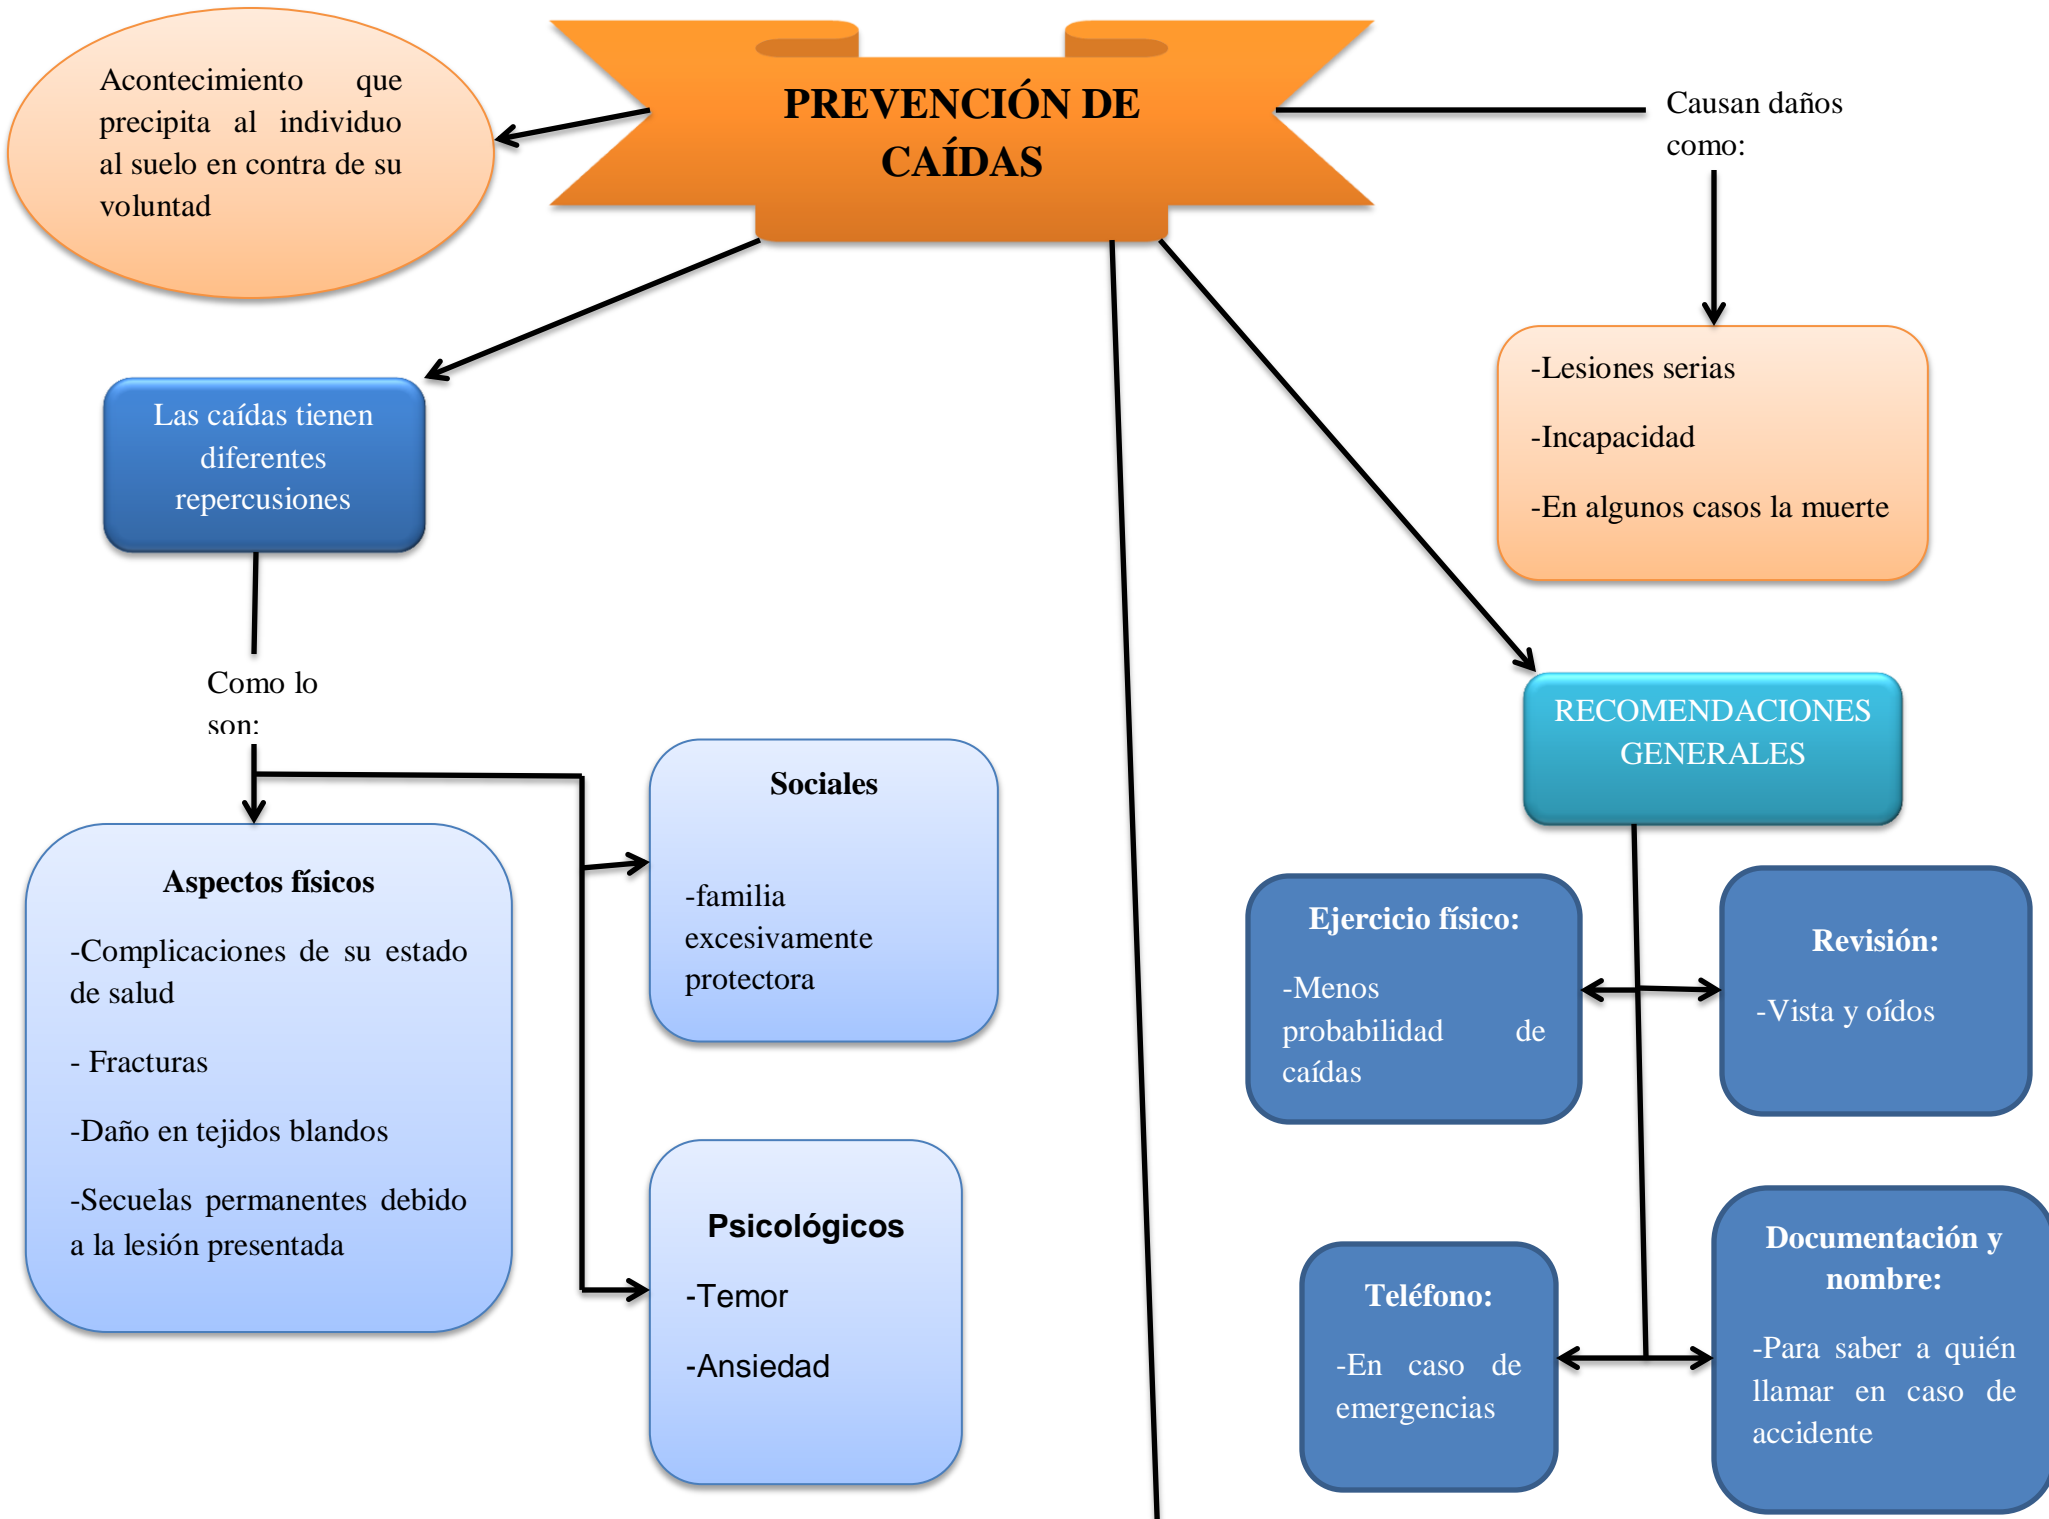 PREVENCIÓN DE
CAÍDAS
Acontecimiento que
precipita al individuo
al suelo en contra de su
voluntad
Causan daños
como:
-Lesiones serias
-Incapacidad
-En algunos casos la muerte
Las caídas tienen
diferentes
repercusiones
Como lo
son:
Aspectos físicos
-Complicaciones de su estado
de salud
- Fracturas
-Daño en tejidos blandos
-Secuelas permanentes debido
a la lesión presentada
Sociales
-familia
excesivamente
protectora
Psicológicos
-Temor
-Ansiedad
RECOMENDACIONES
GENERALES
Ejercicio físico:
-Menos
probabilidad de
caídas
Revisión:
-Vista y oídos
Teléfono:
-En caso de
emergencias
Documentación y
nombre:
-Para saber a quién
llamar en caso de
accidente